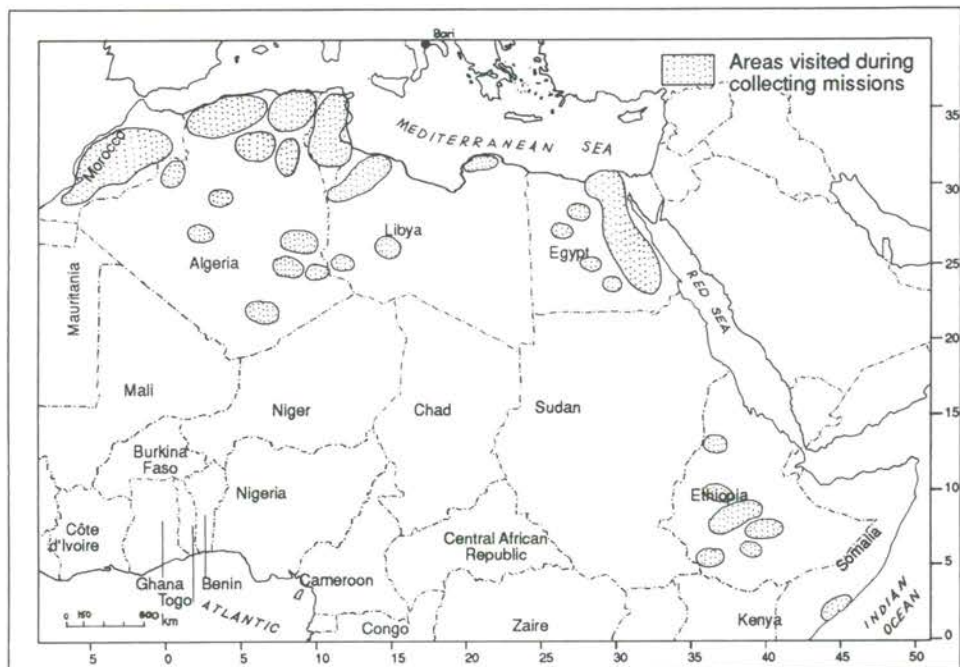 Bari
Areas visited during
collecting missions
MEDITERRANEAN SEA
Morocco
Libya
Egypt
Algeria
Mauritania
RED SEA
Mali
Niger
Chad
Sudan
Burkina
Faso
Nigeria
Ethiopia
Côte
d'Ivoire
Central African
Republic
Somalia
Ghana
Togo
Benin
Cameroon
ATLANTIC
INDIAN
OCEAN
Congo
Zaire
Kenya
0 150 600 km
35
30
25
20
15
10
5
0
5 0 5 10 15 20 25 30 35 40 45 50